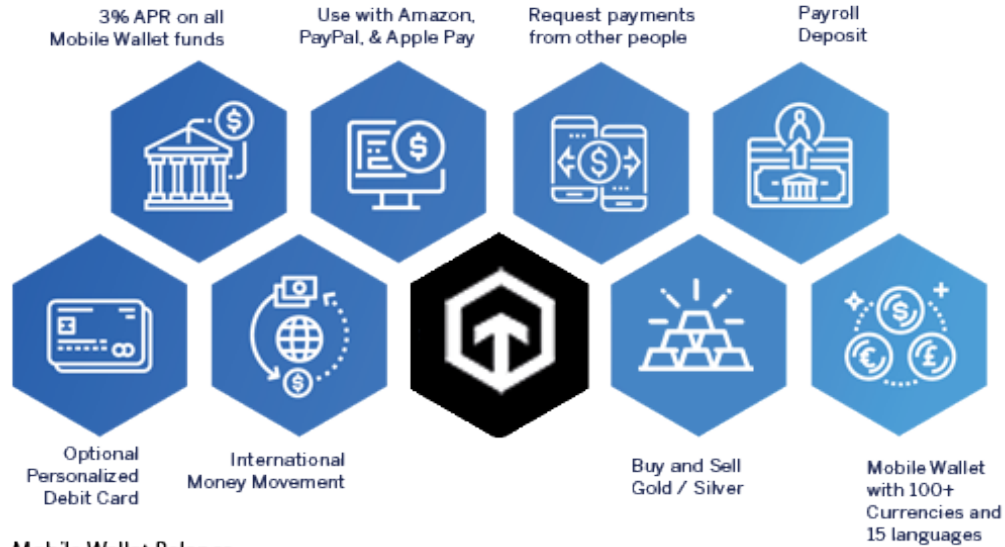 3% APR on all
Mobile Wallet funds
Use with Amazon,
PayPal, & Apple Pay
Request payments
from other people
Payroll
Deposit
Optional
Personalized
Debit Card
International
Money Movement
Buy and Sell
Gold / Silver
Mobile Wallet
with 100+
Currencies and
15 languages